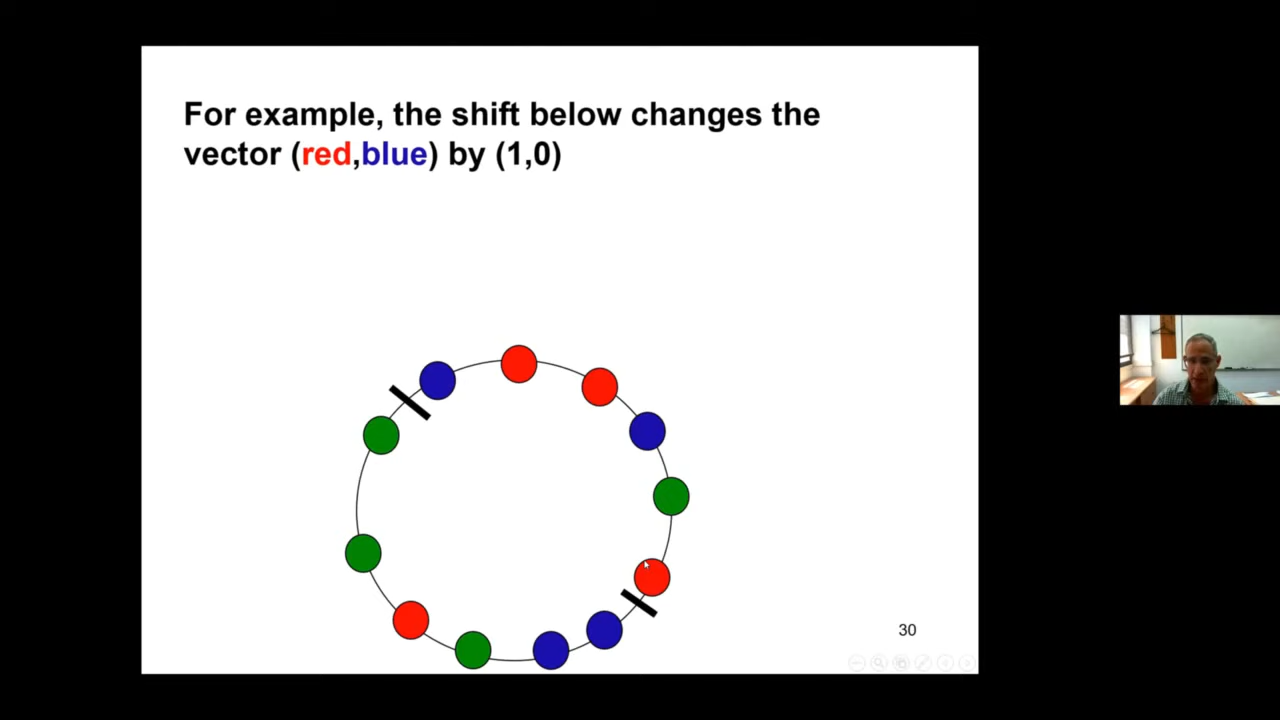 For example, the shift below changes the
vector (red,blue) by (1,0)
30